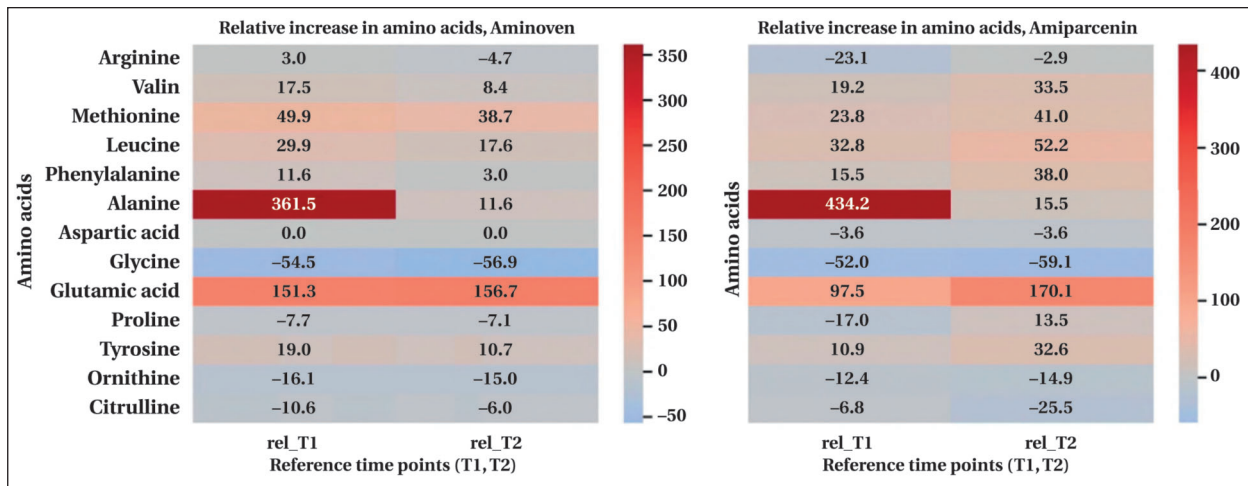 Relative increase in amino acids, Aminoven
Amino acids
Arginine 3.0 –4.7
Valin 17.5 8.4
Methionine 49.9 38.7
Leucine 29.9 17.6
Phenylalanine 11.6 3.0
Alanine 361.5 11.6
Aspartic acid 0.0 0.0
Glycine –54.5 –56.9
Glutamic acid 151.3 156.7
Proline –7.7 –7.1
Tyrosine 19.0 10.7
Ornithine –16.1 –15.0
Citrulline –10.6 –6.0
rel_T1 rel_T2
Reference time points (T1, T2)
350
300
250
200
150
100
50
0
–50
Relative increase in amino acids, Amiparcenin
Amino acids
–23.1 –2.9
19.2 33.5
23.8 41.0
32.8 52.2
15.5 38.0
434.2 15.5
–3.6 –3.6
–52.0 –59.1
97.5 170.1
–17.0 13.5
10.9 32.6
–12.4 –14.9
–6.8 –25.5
rel_T1 rel_T2
Reference time points (T1, T2)
400
300
200
100
0